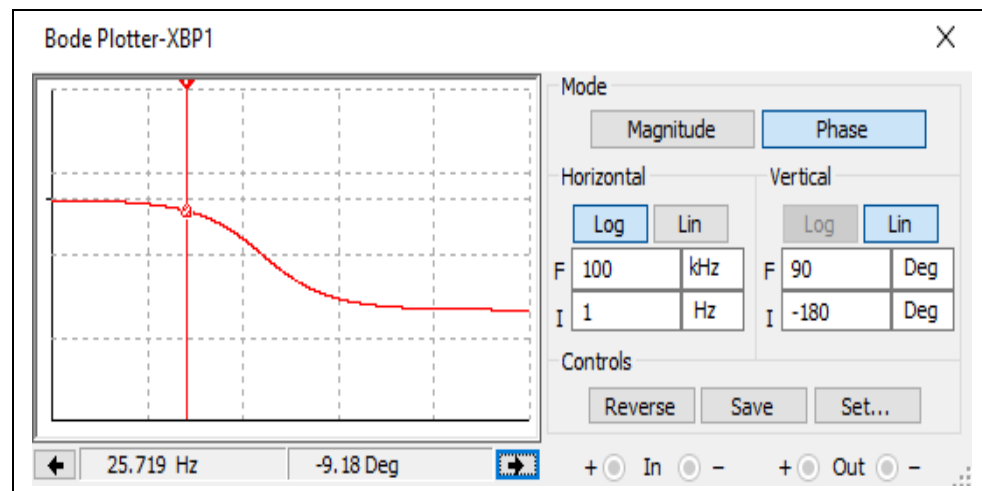 Bode Plotter-XBP1
Mode
Magnitude Phase
Horizontal Vertical
Log Lin Log Lin
F 100 kHz F 90 Deg
I 1 Hz I -180 Deg
Controls
Reverse Save Set...
25.719 Hz -9.18 Deg + In - + Out -